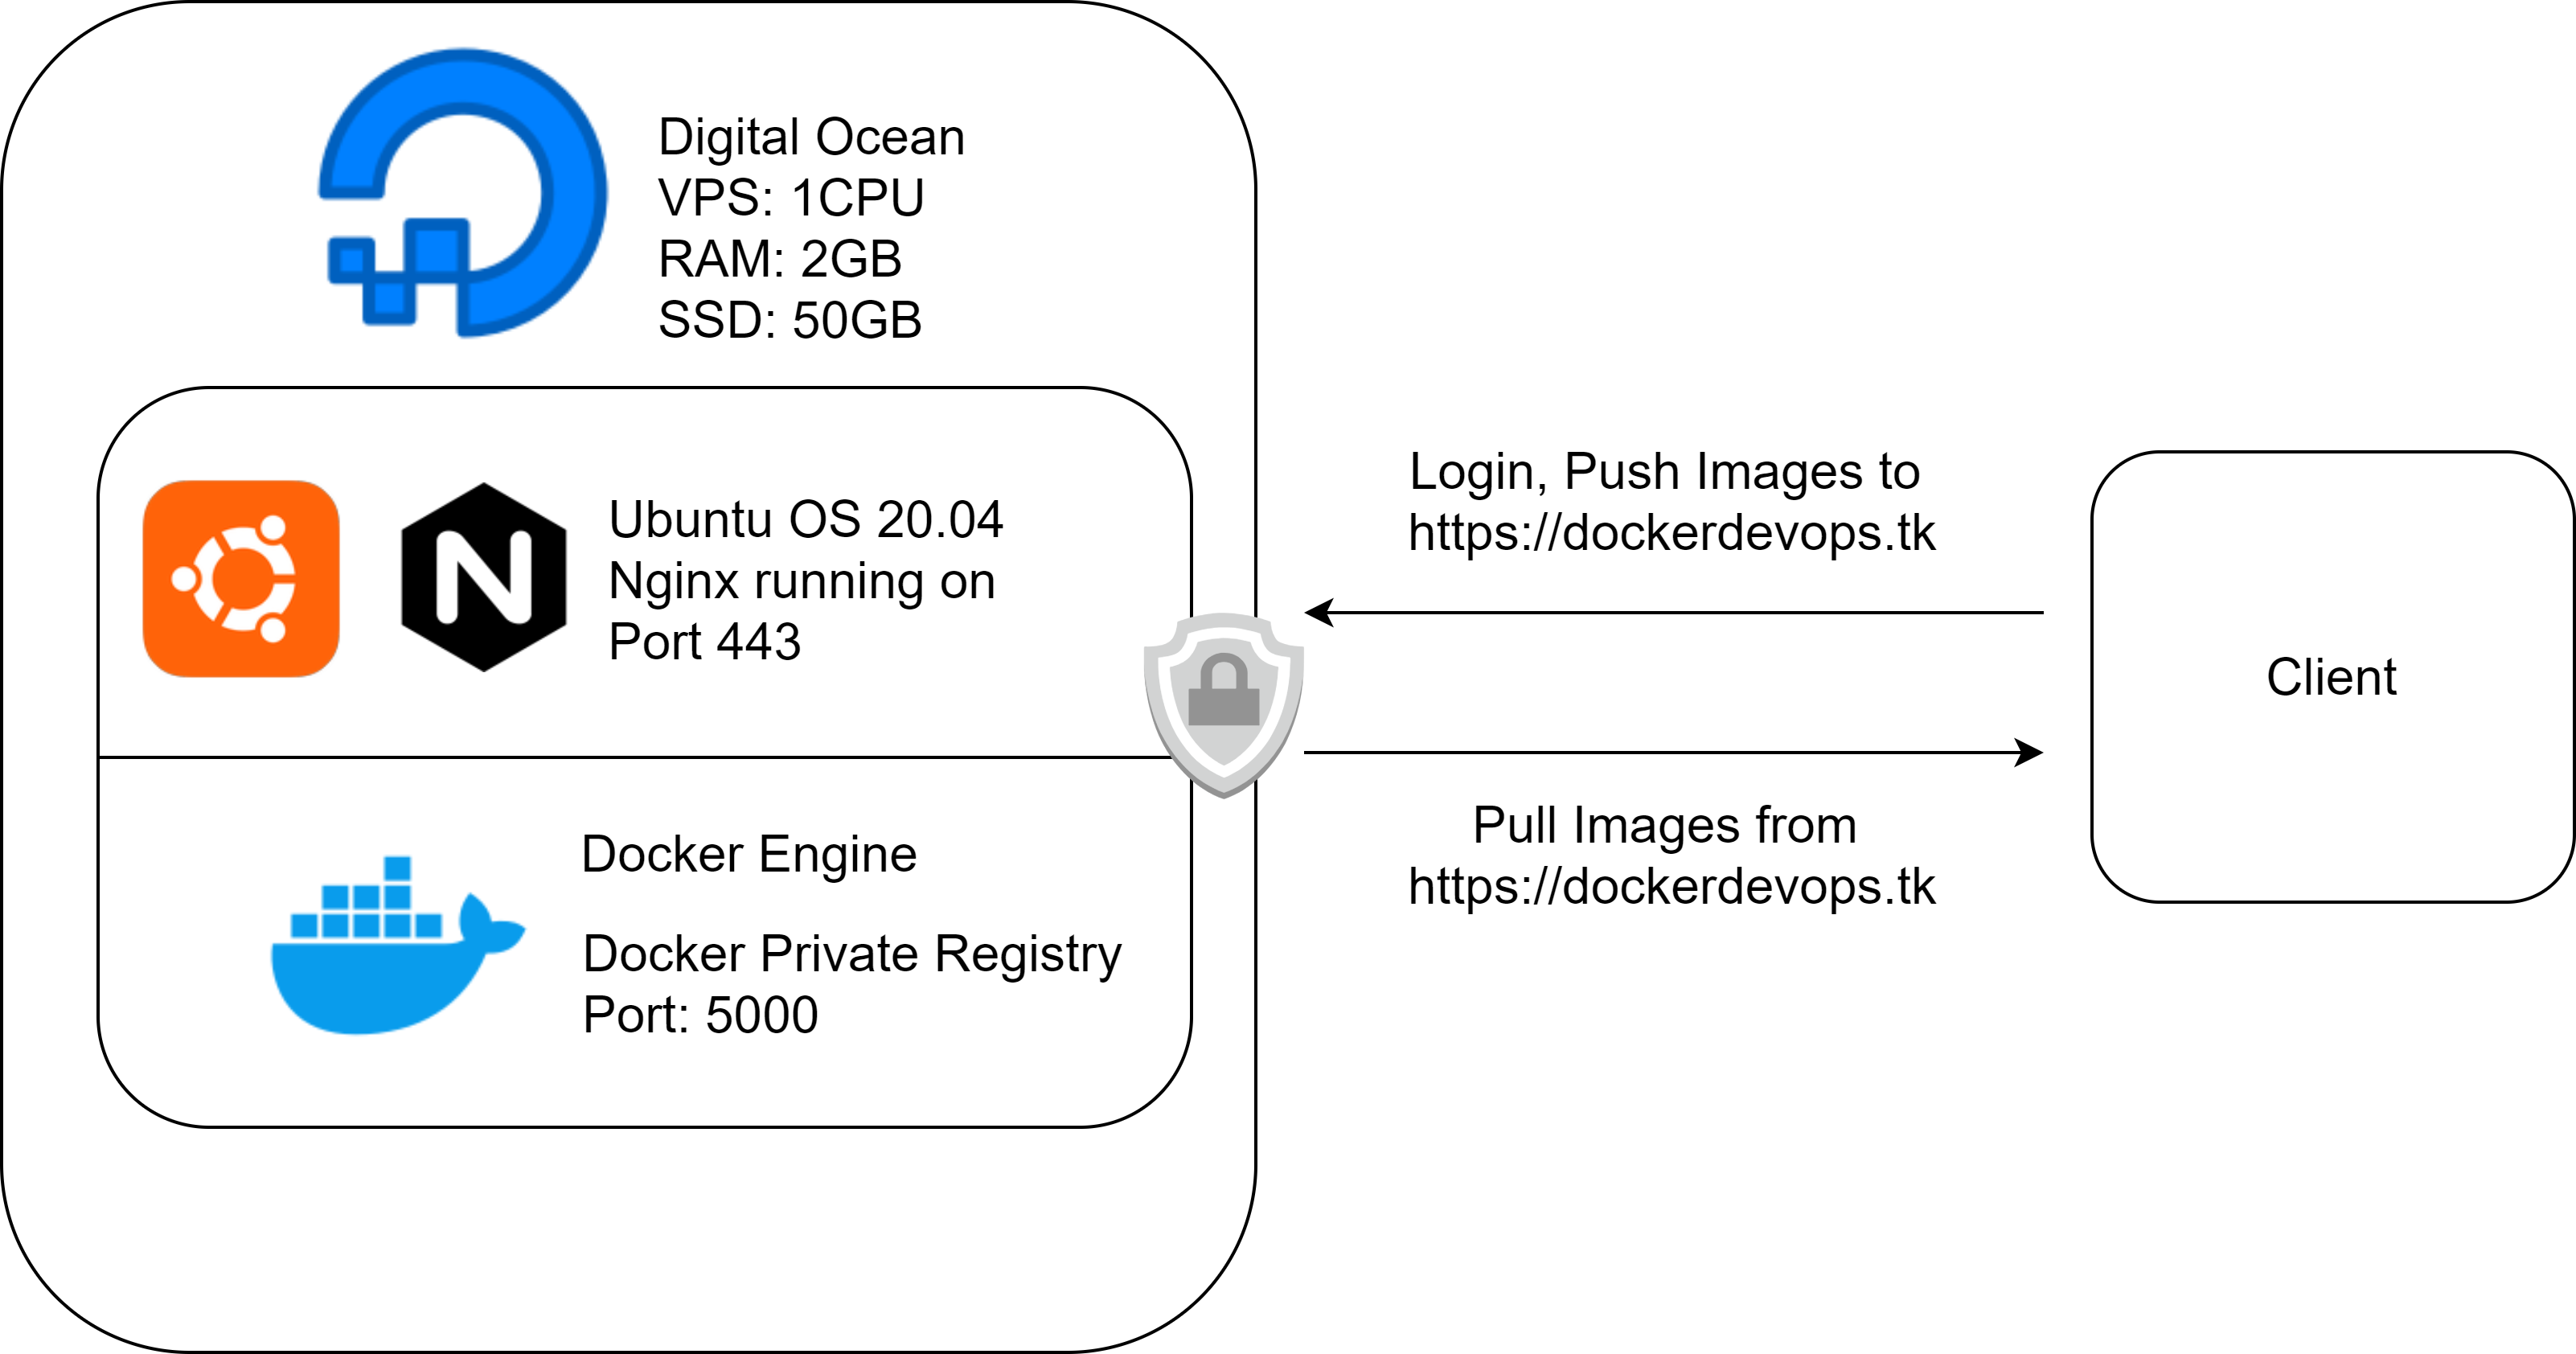 Digital Ocean
VPS: 1CPU
RAM: 2GB
SSD: 50GB
Ubuntu OS 20.04
Nginx running on
Port 443
Docker Engine
Docker Private Registry
Port: 5000
Login, Push Images to
https://dockerdevops.tk
Pull Images from
https://dockerdevops.tk
Client